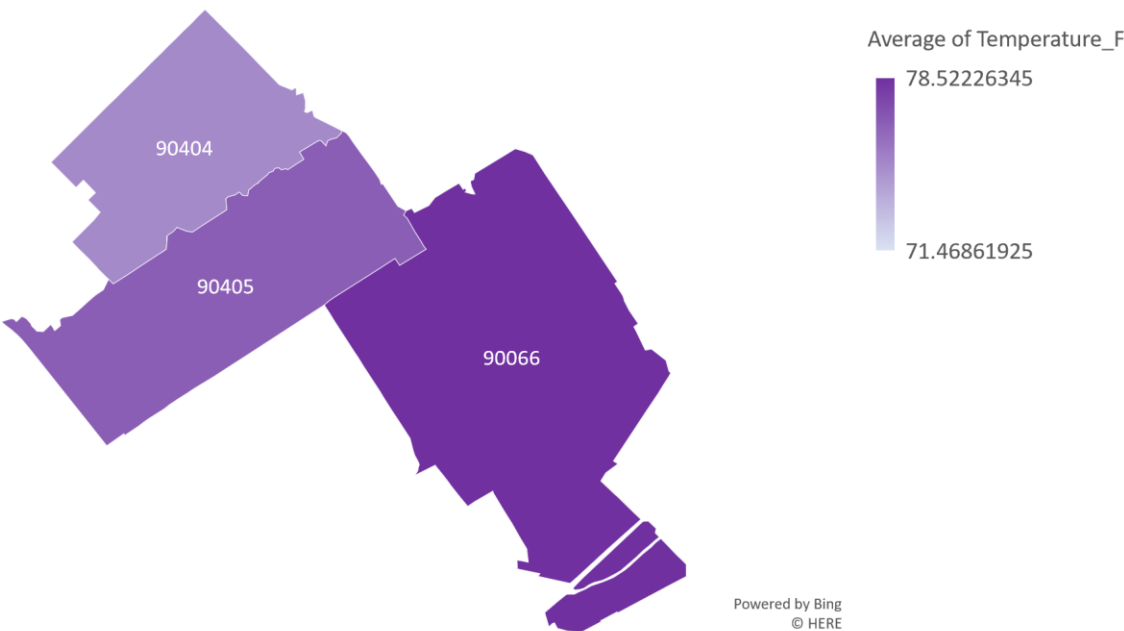 Average of Temperature_F
78.52226345
71.46861925
90404
90405
90066
Powered by Bing
© HERE